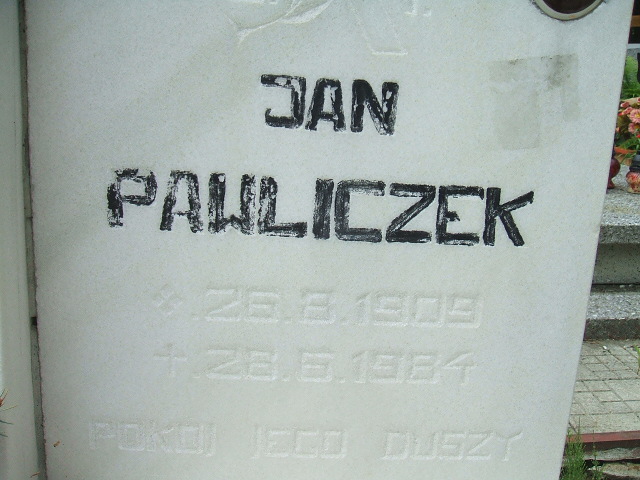 JAN
PAWLICZEK
*.26.8.1909
+.28.6.1984
POKÓJ JEGO DUSZY